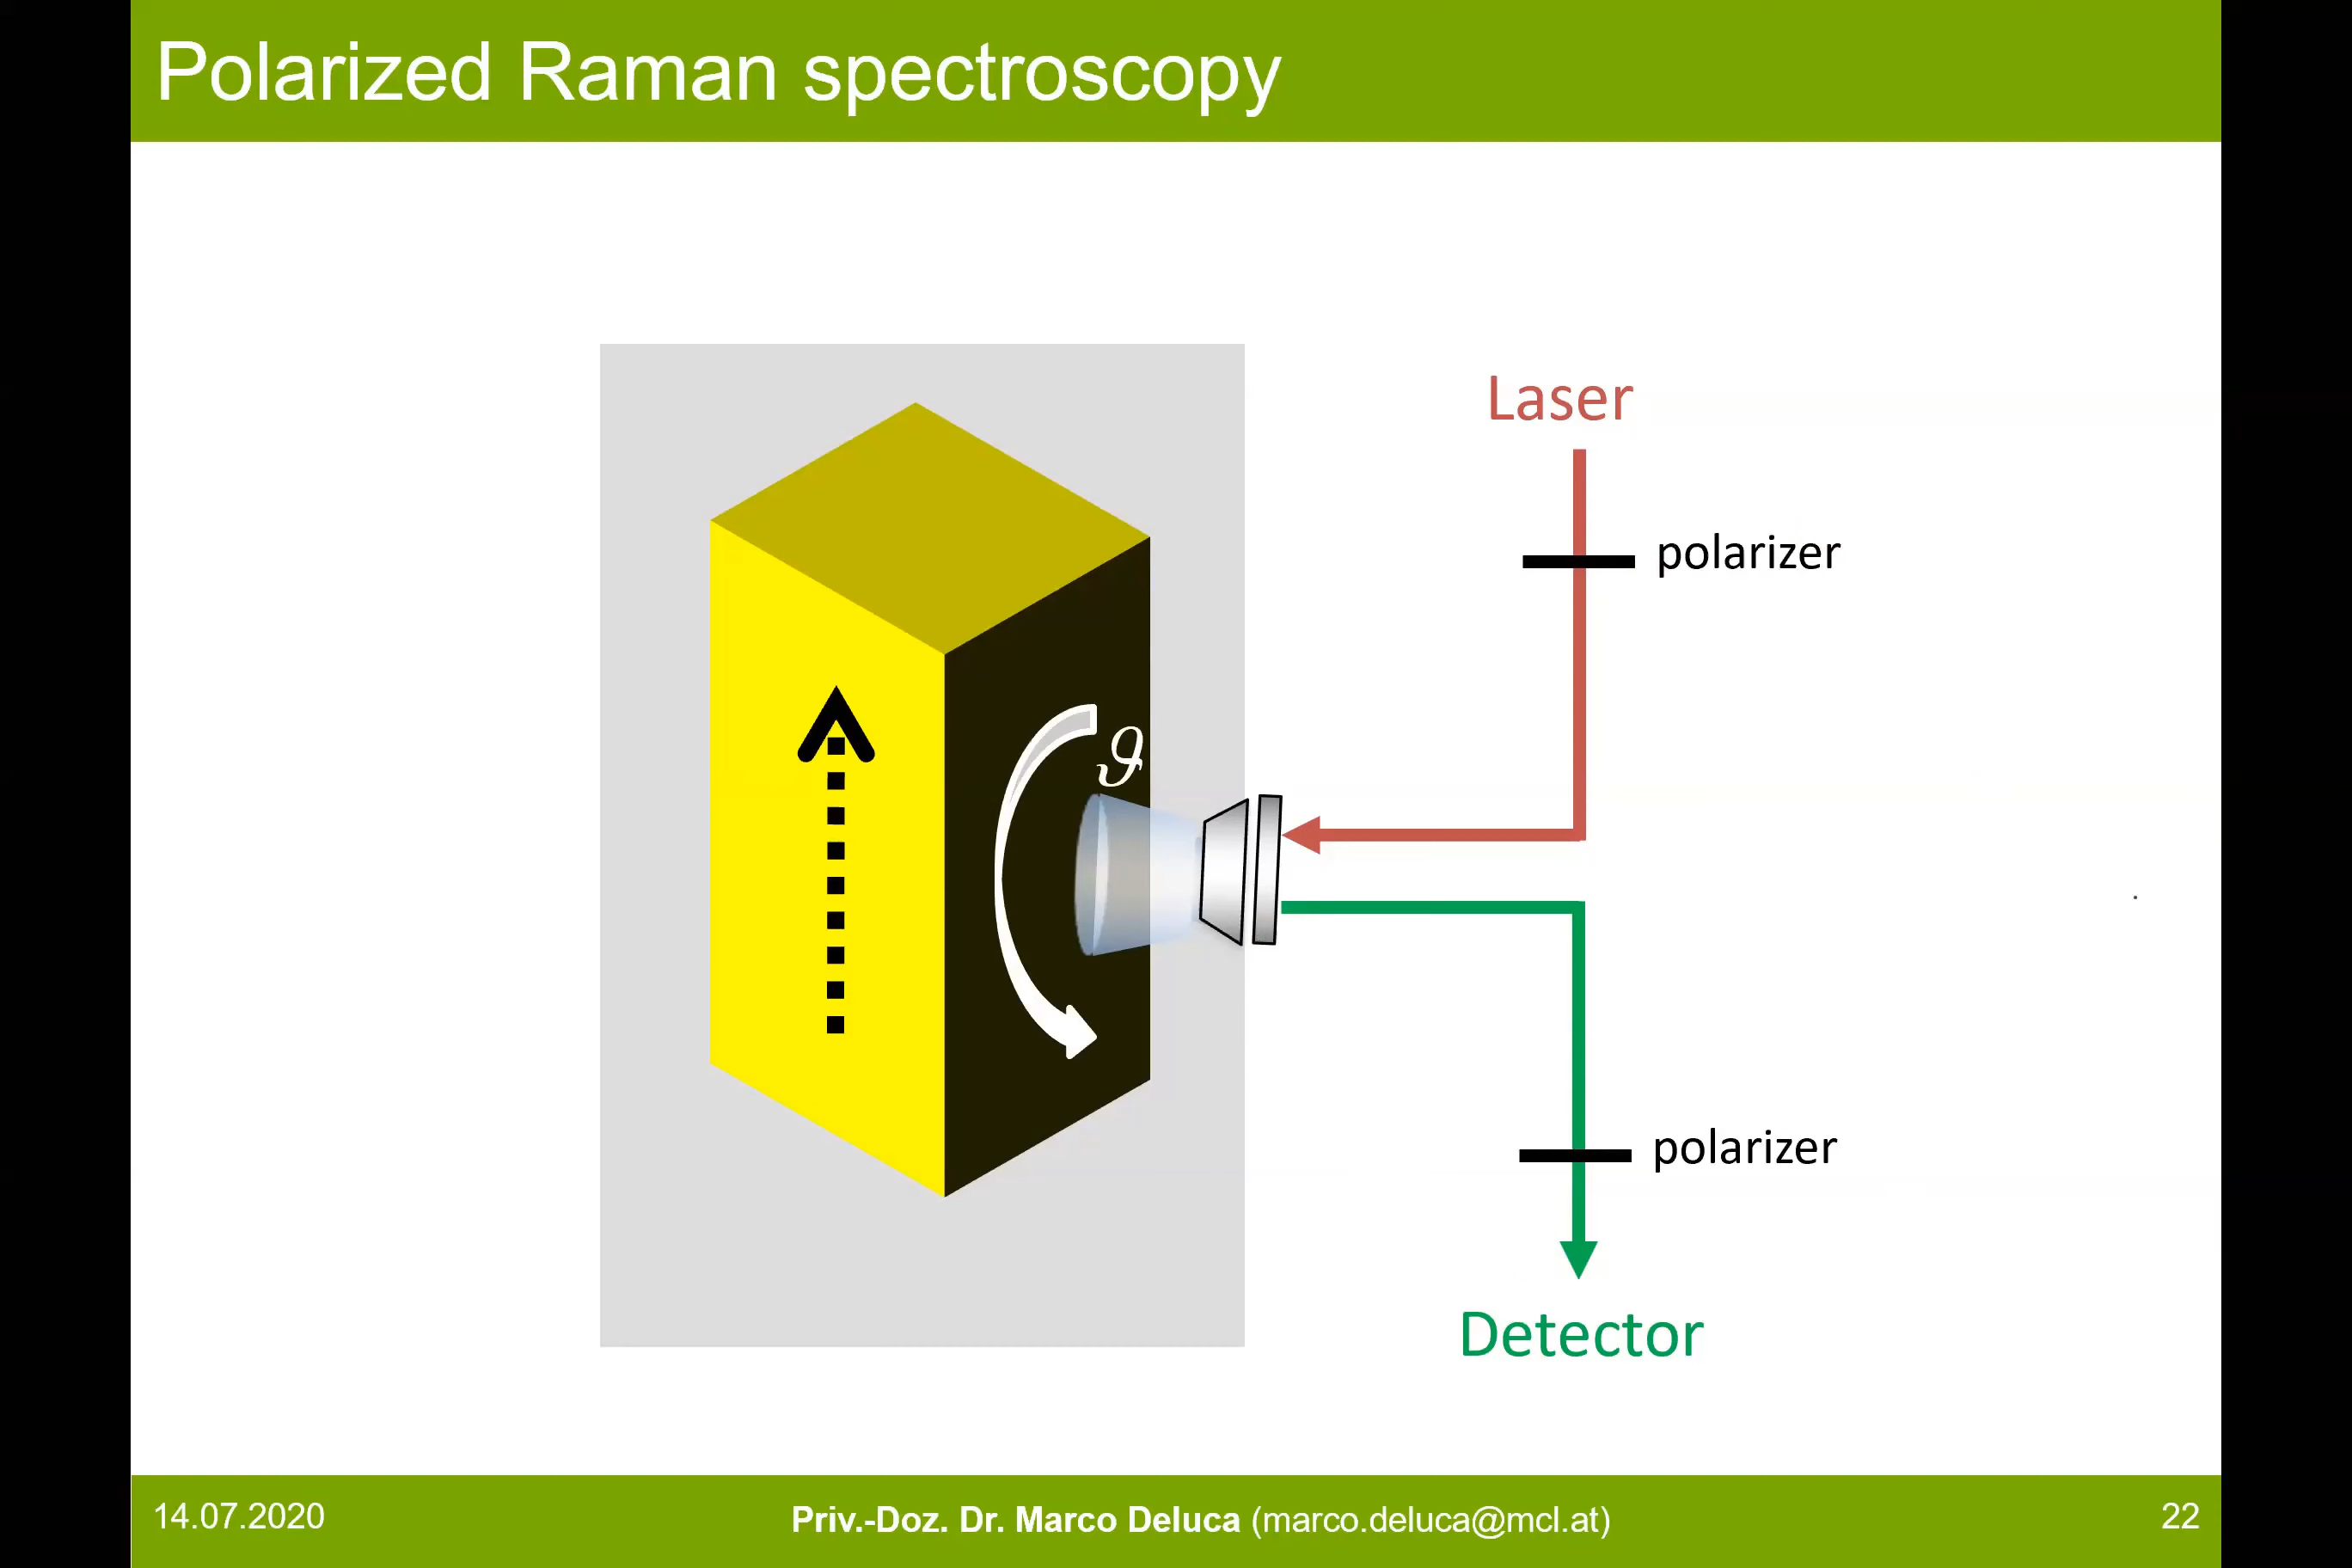 Polarized Raman spectroscopy
Laser
polarizer
ϑ
polarizer
Detector
14.07.2020
Priv.-Doz. Dr. Marco Deluca (marco.deluca@mcl.at)
22